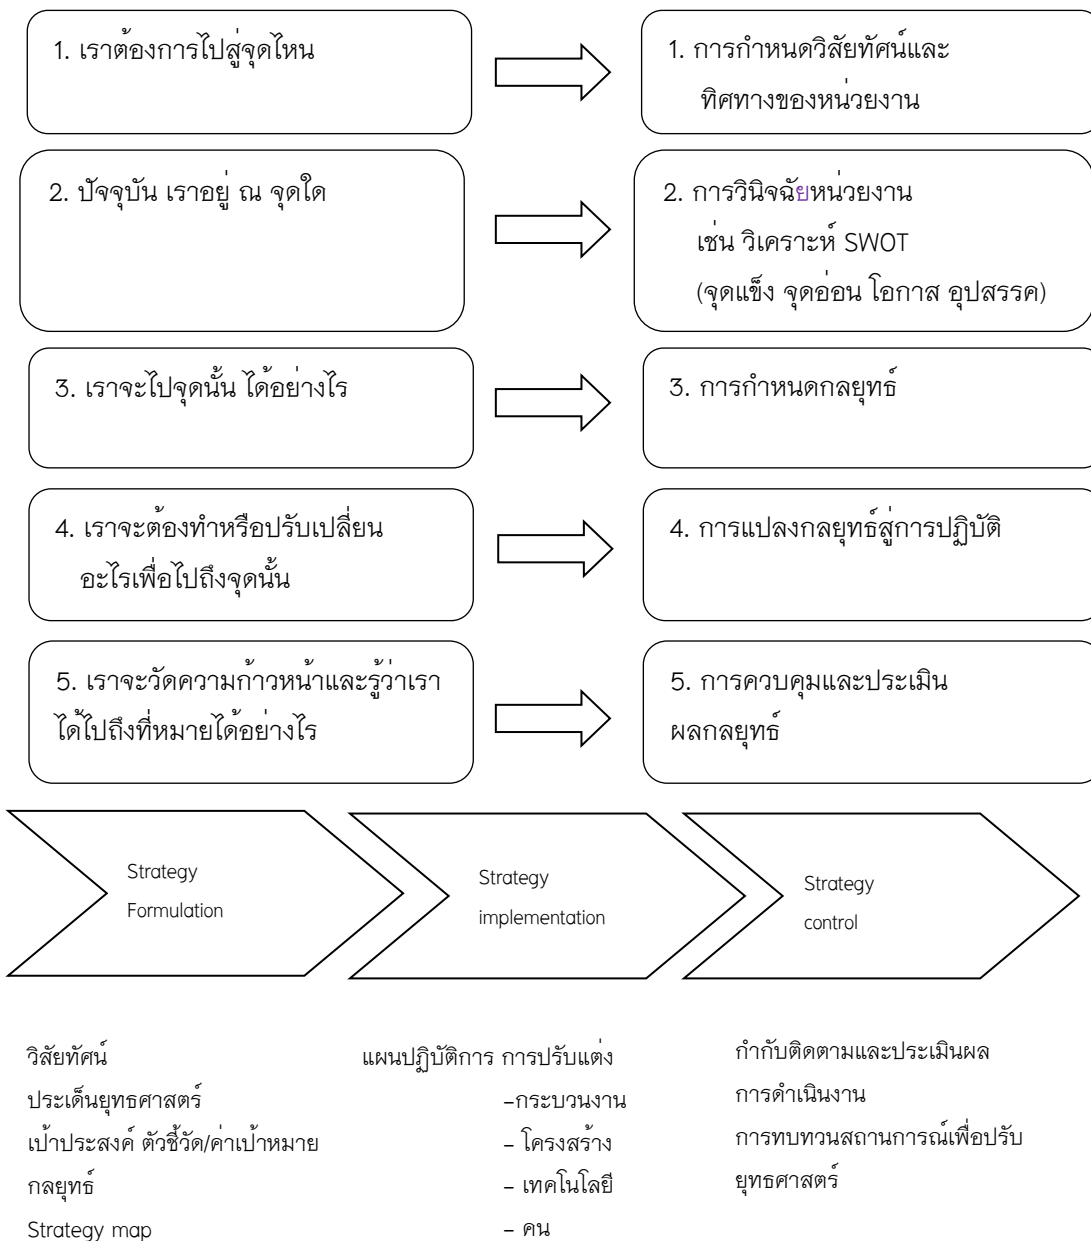 1. เราต้องการไปสู่จุดไหน
1. การกำหนดวิสัยทัศน์และ
ทิศทางของหน่วยงาน
2. ปัจจุบัน เราอยู่ ณ จุดใด
2. การวินิจฉัยหน่วยงาน
เช่น วิเคราะห์ SWOT
(จุดแข็ง จุดอ่อน โอกาส อุปสรรค)
3. เราจะไปจุดนั้น ได้อย่างไร
3. การกำหนดกลยุทธ์
4. เราจะต้องทำหรือปรับเปลี่ยน
อะไรเพื่อไปถึงจุดนั้น
4. การแปลงกลยุทธ์สู่การปฏิบัติ
5. เราจะวัดความก้าวหน้าและรู้ว่าเรา
ได้ไปถึงที่หมายได้อย่างไร
5. การควบคุมและประเมิน
ผลกลยุทธ์
Strategy
Formulation
Strategy
implementation
Strategy
control
วิสัยทัศน์
ประเด็นยุทธศาสตร์
เป้าประสงค์ ตัวชี้วัด/ค่าเป้าหมาย
กลยุทธ์
Strategy map
แผนปฏิบัติการ การปรับแต่ง
-กระบวนงาน
- โครงสร้าง
- เทคโนโลยี
- คน
กำกับติดตามและประเมินผล
การดำเนินงาน
การทบทวนสถานการณ์เพื่อปรับ
ยุทธศาสตร์